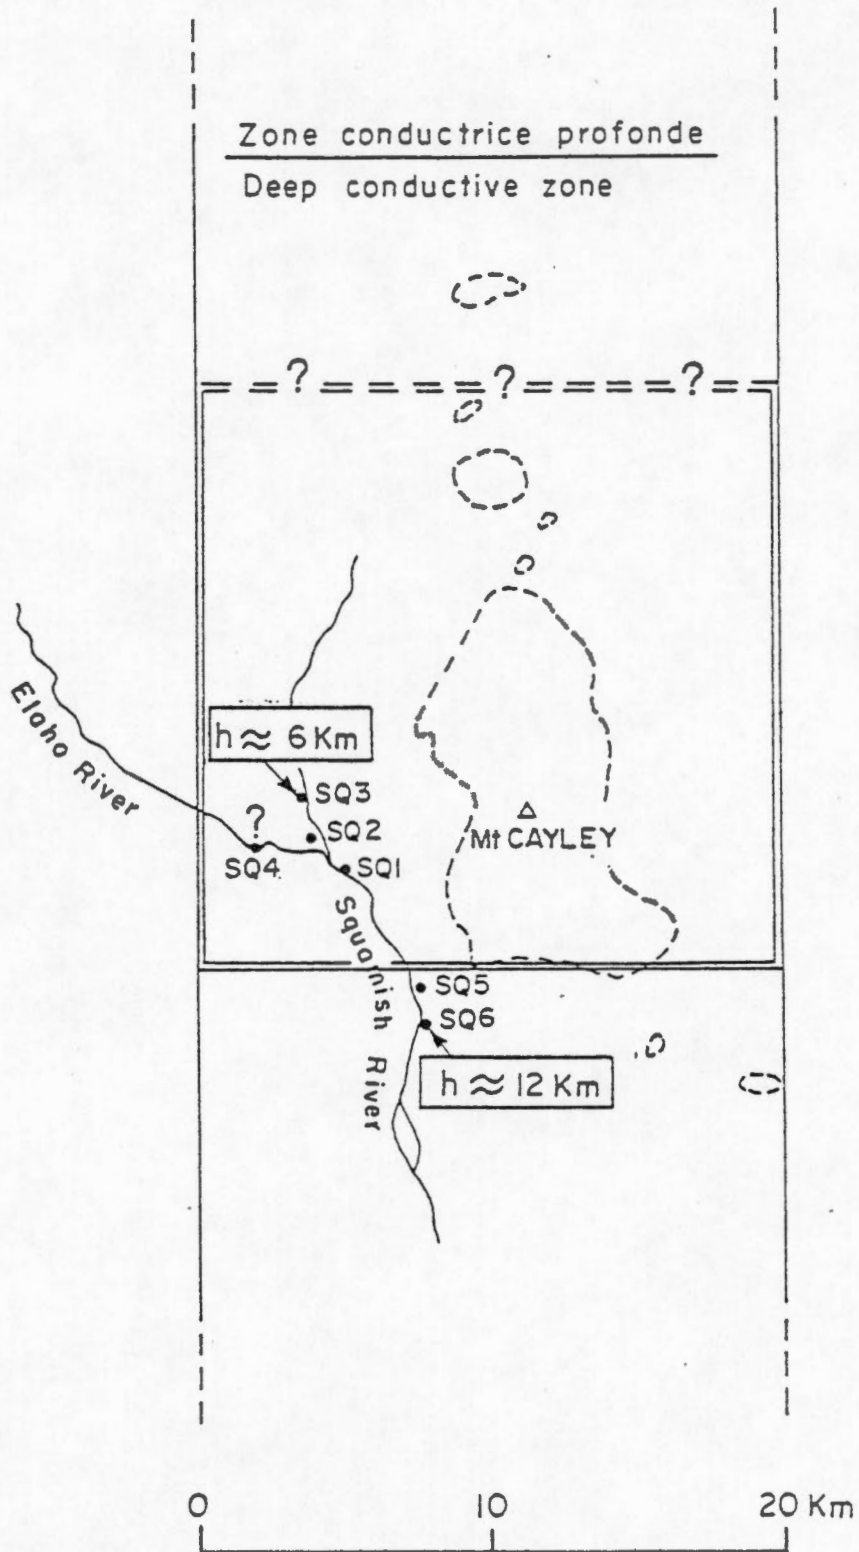 Zone conductrice profonde
Deep conductive zone
?
?
?
Elaho River
h ≈ 6 Km
SQ3
?
SQ2
SQ4
SQ1
Mt CAYLEY
Squamish River
SQ5
SQ6
h ≈ 12 Km
0
10
20 Km